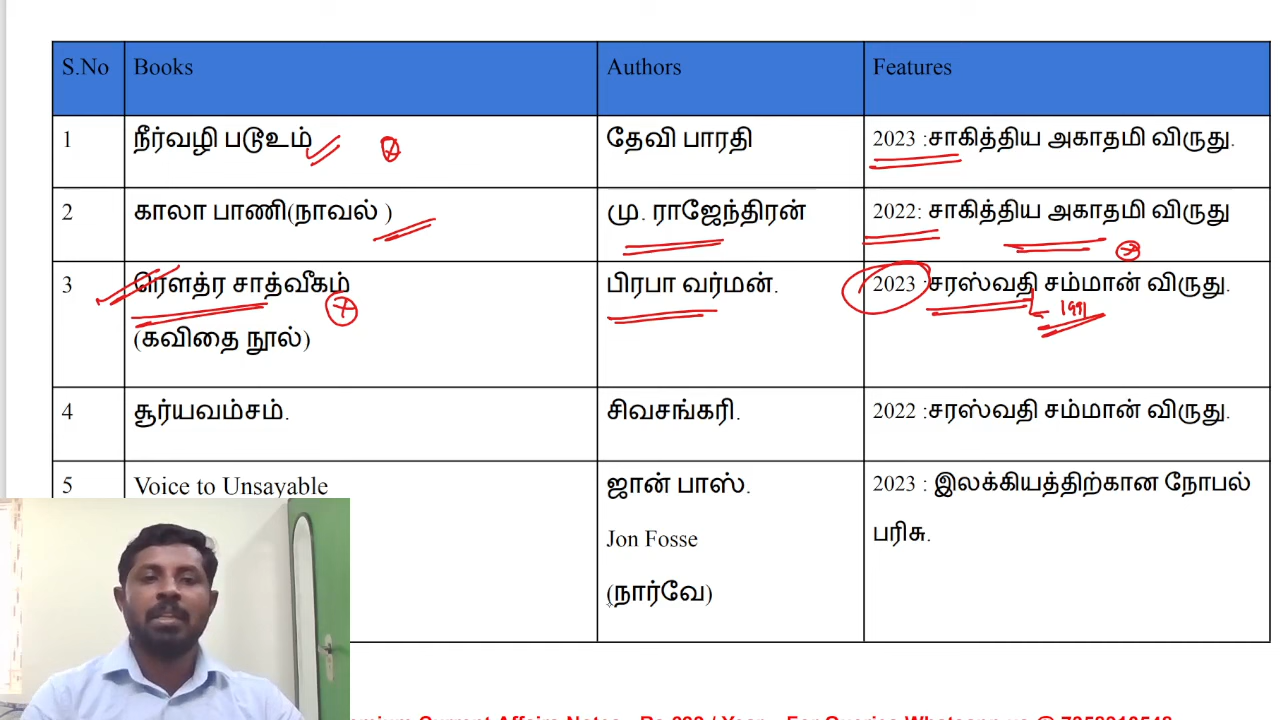 S.No Books Authors Features
1 நீர்வழி படூஉம் தேவி பாரதி 2023 :சாகித்திய அகாதமி விருது.
2 காலா பாணி(நாவல் ) மு. ராஜேந்திரன் 2022: சாகித்திய அகாதமி விருது
3 ரௌத்ர சாத்வீகம் பிரபா வர்மன். 2023 :சரஸ்வதி சம்மான் விருது.
1991
(கவிதை நூல்)
4 சூர்யவம்சம். சிவசங்கரி. 2022 :சரஸ்வதி சம்மான் விருது.
5 Voice to Unsayable ஜான் பாஸ். 2023 : இலக்கியத்திற்கான நோபல்
பரிசு.
Jon Fosse
(நார்வே)